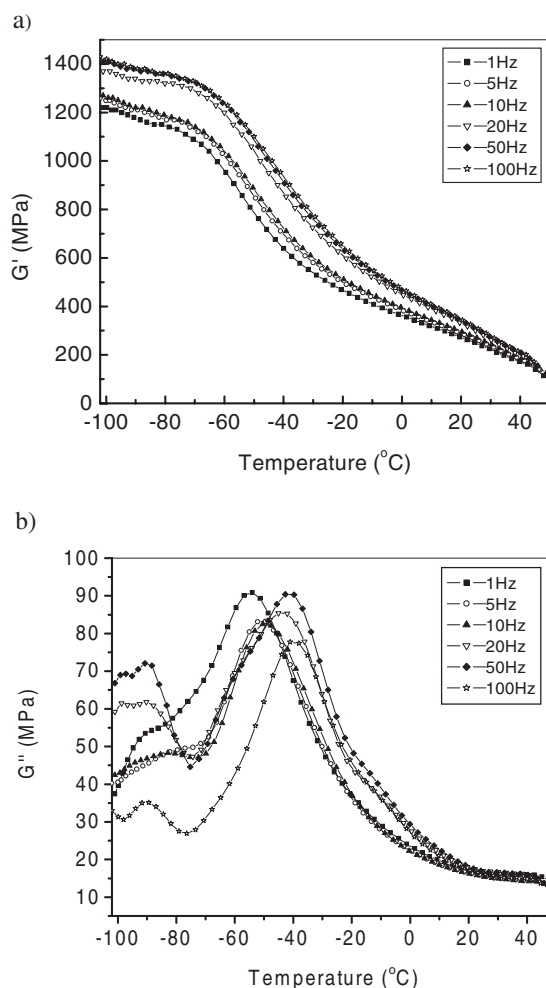 a)
1400
1200
1000
800
600
400
200
0
G' (MPa)
-100 -80 -60 -40 -20 0 20 40
Temperature (°C)
1Hz
5Hz
10Hz
20Hz
50Hz
100Hz
b)
100
90
80
70
60
50
40
30
20
10
G" (MPa)
-100 -80 -60 -40 -20 0 20 40
Temperature (°C)
1Hz
5Hz
10Hz
20Hz
50Hz
100Hz